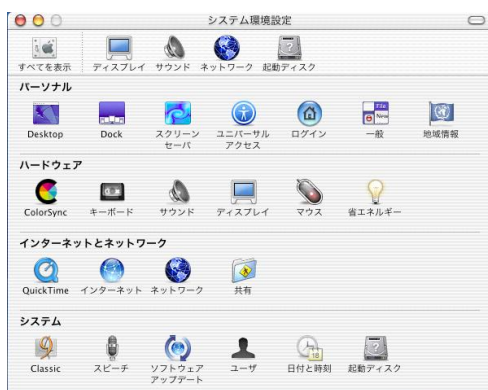 システム環境設定
すべてを表示 ディスプレイ サウンド ネットワーク 起動ディスク
パーソナル
Desktop Dock スクリーン ユニバーサル ログイン 一般 地域情報
セーバ アクセス
ハードウェア
ColorSync キーボード サウンド ディスプレイ マウス 省エネルギー
インターネットとネットワーク
QuickTime インターネット ネットワーク 共有
システム
Classic スピーチ ソフトウェア ユーザ 日付と時刻 起動ディスク
アップデート